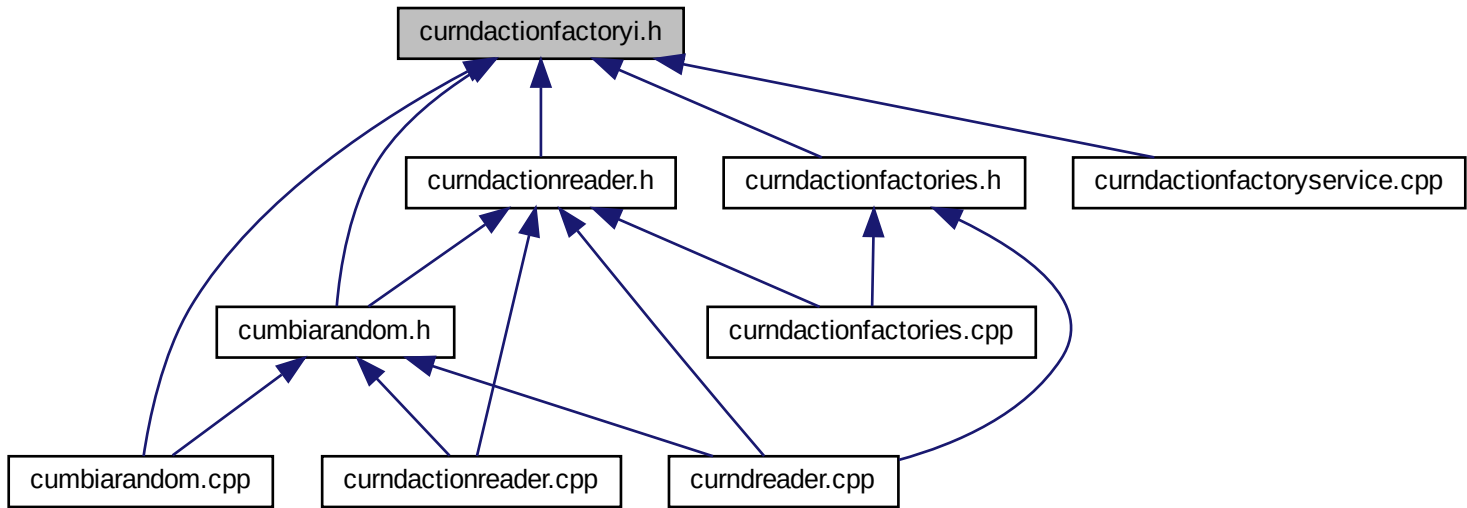 curndactionfactoryi.h
curndactionreader.h
curndactionfactories.h
curndactionfactoryservice.cpp
cumbiarandom.h
curndactionfactories.cpp
cumbiarandom.cpp
curndactionreader.cpp
curndreader.cpp